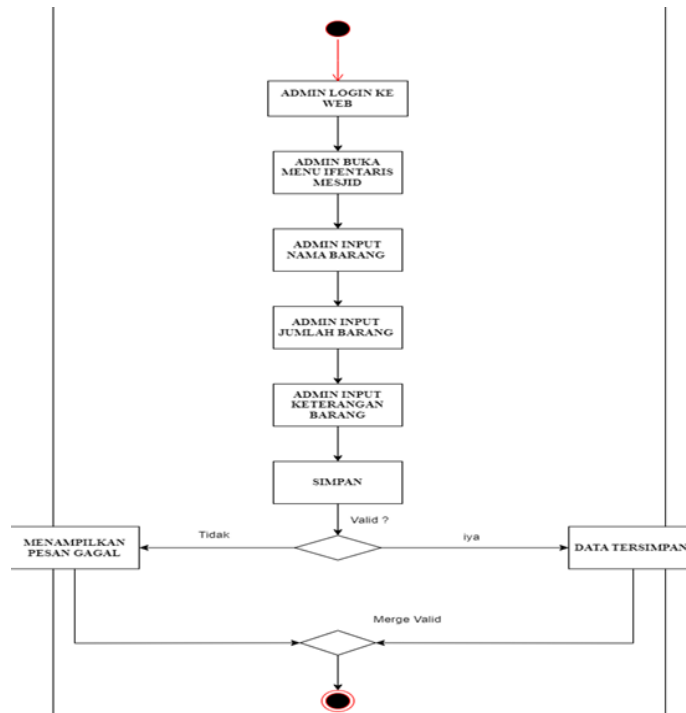 ADMIN LOGIN KE
WEB
ADMIN BUKA
MENU IFENTARIS
MESJID
ADMIN INPUT
NAMA BARANG
ADMIN INPUT
JUMLAH BARANG
ADMIN INPUT
KETERANGAN
BARANG
SIMPAN
Valid ?
Tidak
iya
MENAMPILKAN
PESAN GAGAL
DATA TERSIMPAN
Merge Valid